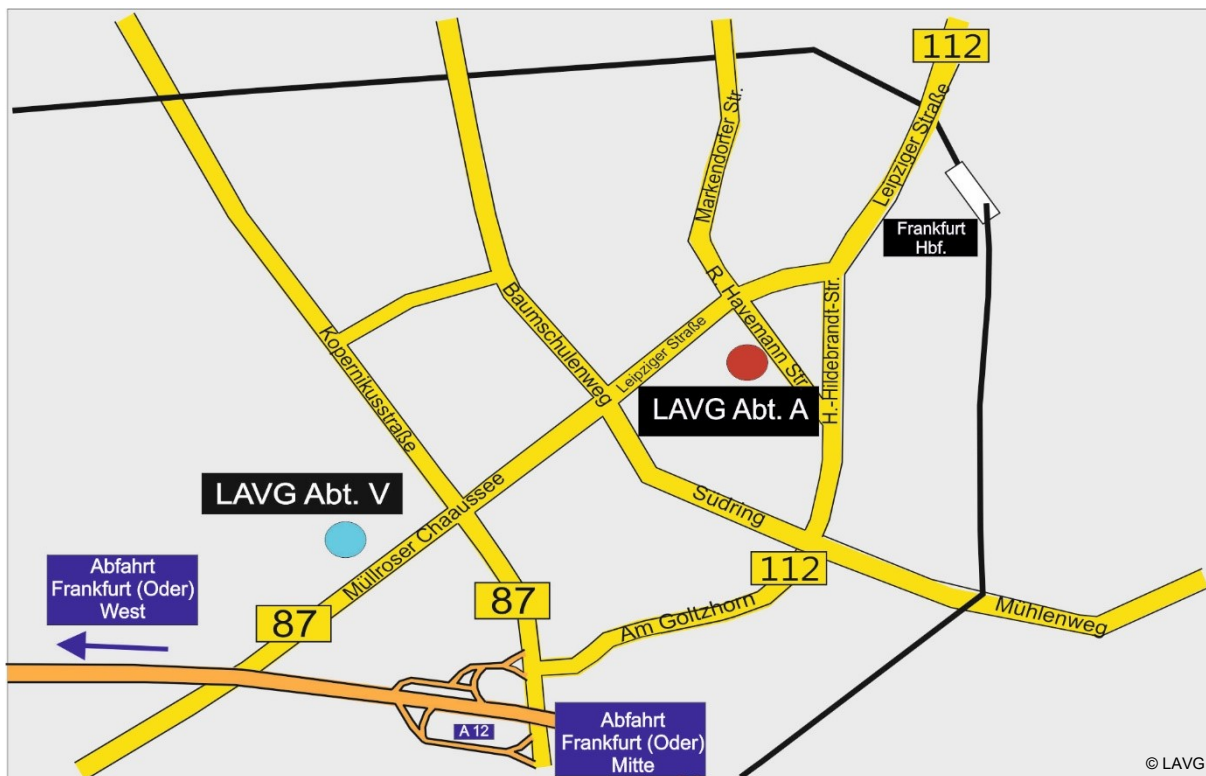 112
Markendorfer Str.
Leipziger Straße
Frankfurt
Hbf.
R. Havemann Str.
H.-Hildebrandt-Str.
Baumschulenweg
Leipziger Straße
Kopernikusstraße
LAVG Abt. A
LAVG Abt. V
Müllroser Chaaussee
Sudring
Abfahrt
Frankfurt (Oder)
West
112
87
87
Am Goltzhorn
Mühlenweg
A 12
Abfahrt
Frankfurt (Oder)
Mitte
© LAVG